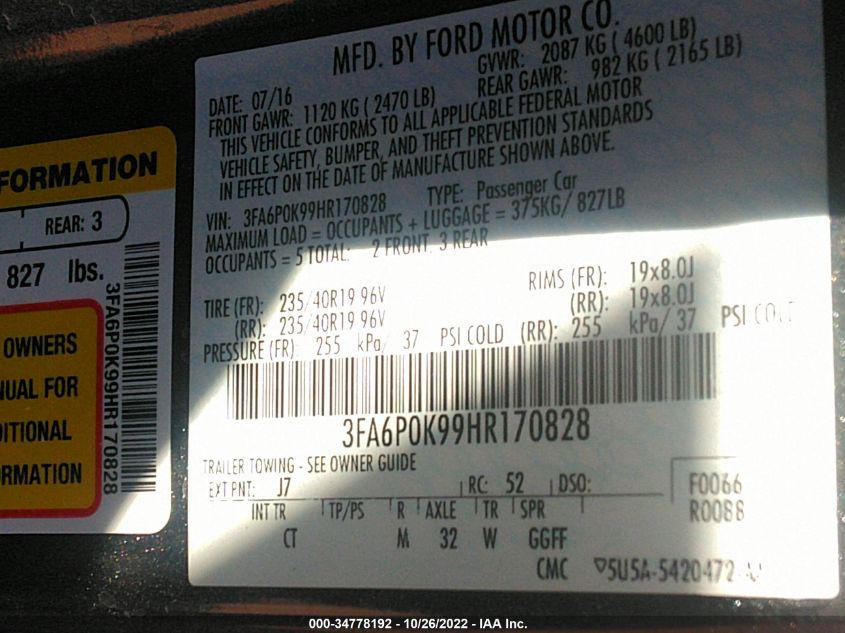 MFD. BY FORD MOTOR CO.
DATE: 07/16 GVWR: 2087 KG ( 4600 LB)
FRONT GAWR: 1120 KG ( 2470 LB) REAR GAWR: 982 KG ( 2165 LB)
THIS VEHICLE CONFORMS TO ALL APPLICABLE FEDERAL MOTOR
VEHICLE SAFETY, BUMPER, AND THEFT PREVENTION STANDARDS
IN EFFECT ON THE DATE OF MANUFACTURE SHOWN ABOVE.
VIN: 3FA6P0K99HR170828 TYPE: Passenger Car
MAXIMUM LOAD = OCCUPANTS + LUGGAGE = 375KG/ 827LB
OCCUPANTS = 5 TOTAL: 2 FRONT 3 REAR
TIRE (FR): 235/40R19 96V RIMS (FR): 19x8.0J
(RR): 235/40R19 96V (RR): 19x8.0J
PRESSURE (FR): 255 kPa/ 37 PSI COLD (RR): 255 kPa/ 37 PSI COLD
3FA6P0K99HR170828
TRAILER TOWING - SEE OWNER GUIDE
EXT PNT: J7 RC: 52 DSO: F0066
INT TR TP/PS R AXLE TR SPR R0088
CT M 32 W GGFF
CMC 5U5A-5420472-
FORMATION
REAR: 3
827 lbs.
OWNERS
NUAL FOR
DITIONAL
RMATION
3FA6P0K99HR170828
000-34778192 - 10/26/2022 - IAA Inc.